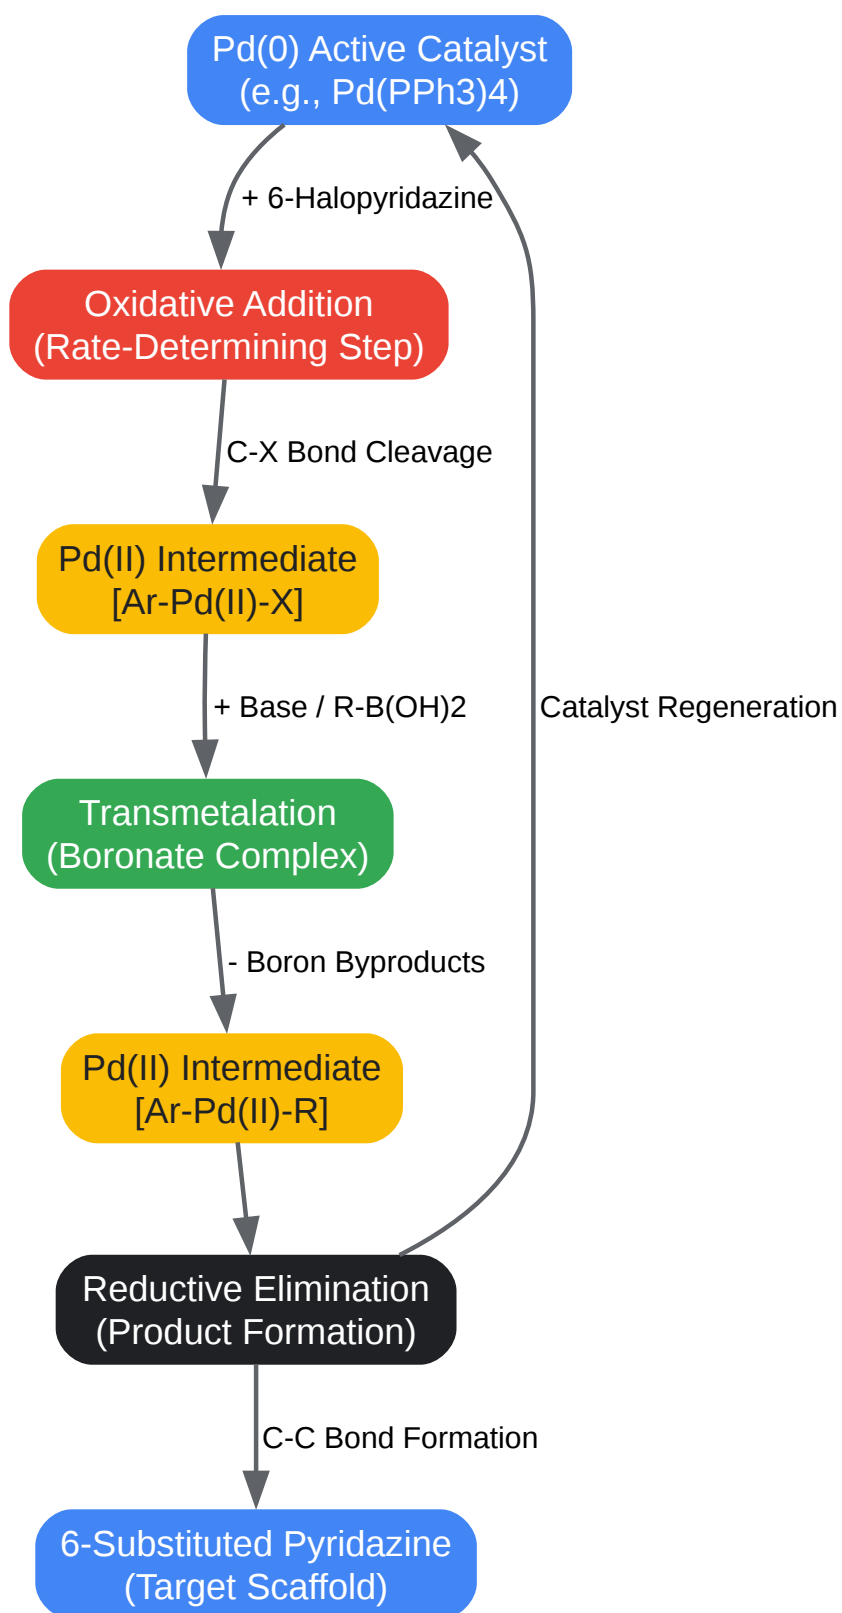 Pd(0) Active Catalyst
(e.g., Pd(PPh3)4)
+ 6-Halopyridazine
Oxidative Addition
(Rate-Determining Step)
C-X Bond Cleavage
Pd(II) Intermediate
[Ar-Pd(II)-X]
+ Base / R-B(OH)2
Catalyst Regeneration
Transmetalation
(Boronate Complex)
- Boron Byproducts
Pd(II) Intermediate
[Ar-Pd(II)-R]
Reductive Elimination
(Product Formation)
C-C Bond Formation
6-Substituted Pyridazine
(Target Scaffold)